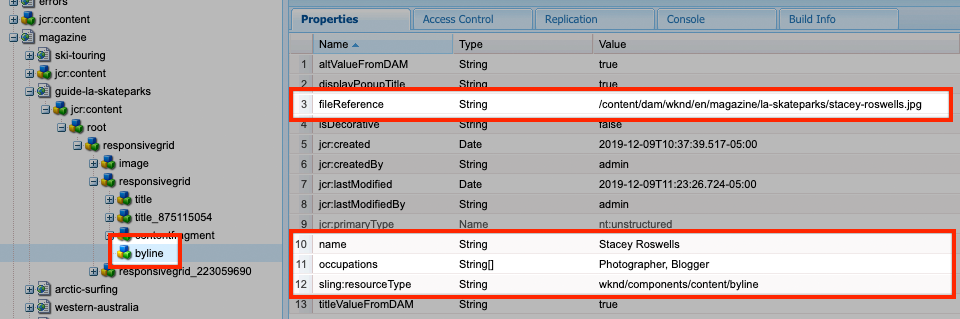 errors
jcr:content
magazine
ski-touring
jcr:content
guide-la-skateparks
jcr:content
root
responsivegrid
image
responsivegrid
title
title_875115054
contentfragment
byline
responsivegrid_223059690
arctic-surfing
western-australia
Properties Access Control Replication Console Build Info
Name Type Value
1 altValueFromDAM String true
2 displayPopupTitle String true
3 fileReference String /content/dam/wknd/en/magazine/la-skateparks/stacey-roswells.jpg
4 isDecorative String false
5 jcr:created Date 2019-12-09T10:37:39.517-05:00
6 jcr:createdBy String admin
7 jcr:lastModified Date 2019-12-09T11:23:26.724-05:00
8 jcr:lastModifiedBy String admin
9 jcr:primaryType Name nt:unstructured
10 name String Stacey Roswells
11 occupations String[] Photographer, Blogger
12 sling:resourceType String wknd/components/content/byline
13 titleValueFromDAM String true